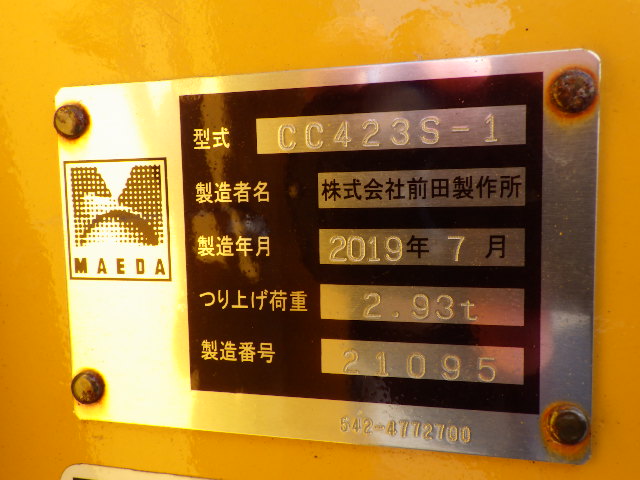 型式 CC423S-1
MAEDA
製造者名 株式会社前田製作所
製造年月 2019年 7月
つり上げ荷重 2.93t
製造番号 21095
542-4772700